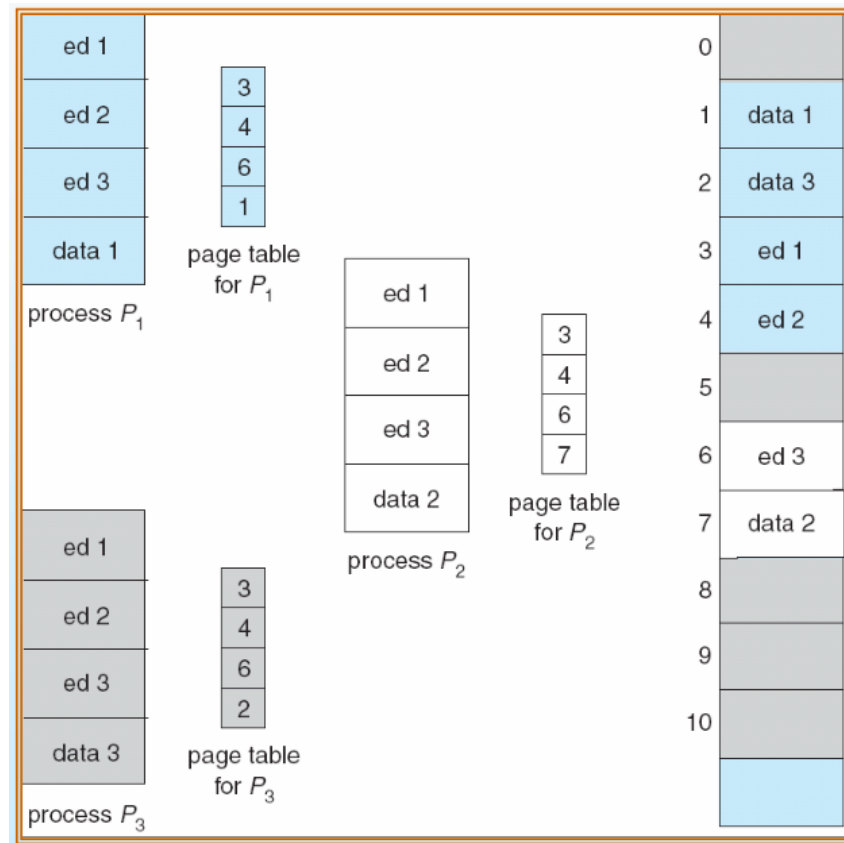 ed 1
ed 2
ed 3
data 1
process P1
3
4
6
1
page table
for P1
ed 1
ed 2
ed 3
data 2
process P2
3
4
6
7
page table
for P2
ed 1
ed 2
ed 3
data 3
process P3
3
4
6
2
page table
for P3
0
1 data 1
2 data 3
3 ed 1
4 ed 2
5
6 ed 3
7 data 2
8
9
10